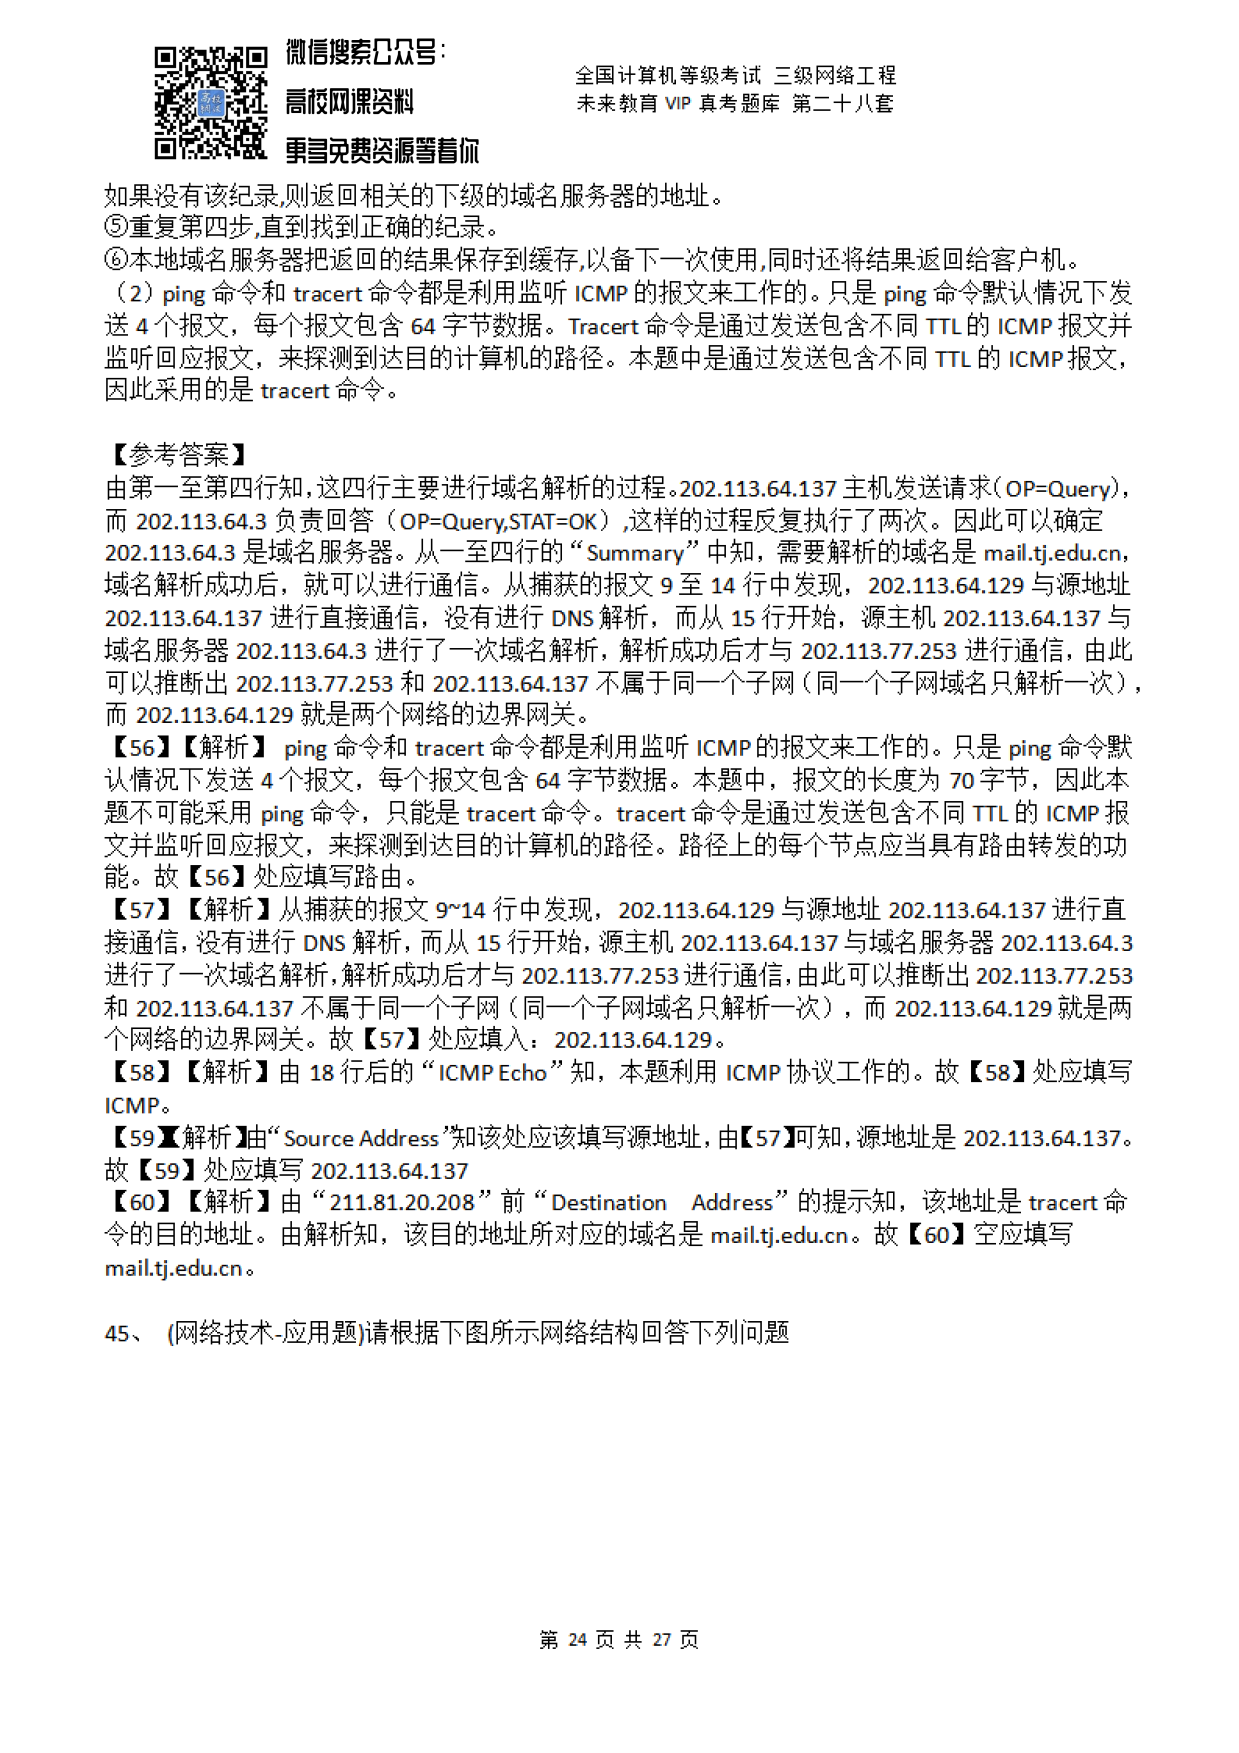 微信搜索公众号：
高校网课资料
更多免费资源等着你
高校
网课
全国计算机等级考试 三级网络工程
未来教育 VIP 真考题库 第二十八套
如果没有该纪录,则返回相关的下级的域名服务器的地址。
⑤重复第四步,直到找到正确的纪录。
⑥本地域名服务器把返回的结果保存到缓存,以备下一次使用,同时还将结果返回给客户机。
（2）ping 命令和 tracert 命令都是利用监听 ICMP 的报文来工作的。只是 ping 命令默认情况下发
送 4 个报文，每个报文包含 64 字节数据。Tracert 命令是通过发送包含不同 TTL 的 ICMP 报文并
监听回应报文，来探测到达目的计算机的路径。本题中是通过发送包含不同 TTL 的 ICMP 报文，
因此采用的是 tracert 命令。
【参考答案】
由第一至第四行知，这四行主要进行域名解析的过程。202.113.64.137 主机发送请求（OP=Query），
而 202.113.64.3 负责回答（OP=Query,STAT=OK）,这样的过程反复执行了两次。因此可以确定
202.113.64.3 是域名服务器。从一至四行的“Summary”中知，需要解析的域名是 mail.tj.edu.cn，
域名解析成功后，就可以进行通信。从捕获的报文 9 至 14 行中发现，202.113.64.129 与源地址
202.113.64.137 进行直接通信，没有进行 DNS 解析，而从 15 行开始，源主机 202.113.64.137 与
域名服务器 202.113.64.3 进行了一次域名解析，解析成功后才与 202.113.77.253 进行通信，由此
可以推断出 202.113.77.253 和 202.113.64.137 不属于同一个子网（同一个子网域名只解析一次），
而 202.113.64.129 就是两个网络的边界网关。
【56】【解析】 ping 命令和 tracert 命令都是利用监听 ICMP 的报文来工作的。只是 ping 命令默
认情况下发送 4 个报文，每个报文包含 64 字节数据。本题中，报文的长度为 70 字节，因此本
题不可能采用 ping 命令，只能是 tracert 命令。tracert 命令是通过发送包含不同 TTL 的 ICMP 报
文并监听回应报文，来探测到达目的计算机的路径。路径上的每个节点应当具有路由转发的功
能。故【56】处应填写路由。
【57】【解析】从捕获的报文 9~14 行中发现，202.113.64.129 与源地址 202.113.64.137 进行直
接通信，没有进行 DNS 解析，而从 15 行开始，源主机 202.113.64.137 与域名服务器 202.113.64.3
进行了一次域名解析，解析成功后才与 202.113.77.253 进行通信，由此可以推断出 202.113.77.253
和 202.113.64.137 不属于同一个子网（同一个子网域名只解析一次），而 202.113.64.129 就是两
个网络的边界网关。故【57】处应填入：202.113.64.129。
【58】【解析】由 18 行后的“ICMP Echo”知，本题利用 ICMP 协议工作的。故【58】处应填写
ICMP。
【59】【解析】由“Source Address”知该处应该填写源地址，由【57】可知，源地址是 202.113.64.137。
故【59】处应填写 202.113.64.137
【60】【解析】由“211.81.20.208”前“Destination Address”的提示知，该地址是 tracert 命
令的目的地址。由解析知，该目的地址所对应的域名是 mail.tj.edu.cn。故【60】空应填写
mail.tj.edu.cn。
45、 (网络技术-应用题)请根据下图所示网络结构回答下列问题
第 24 页 共 27 页